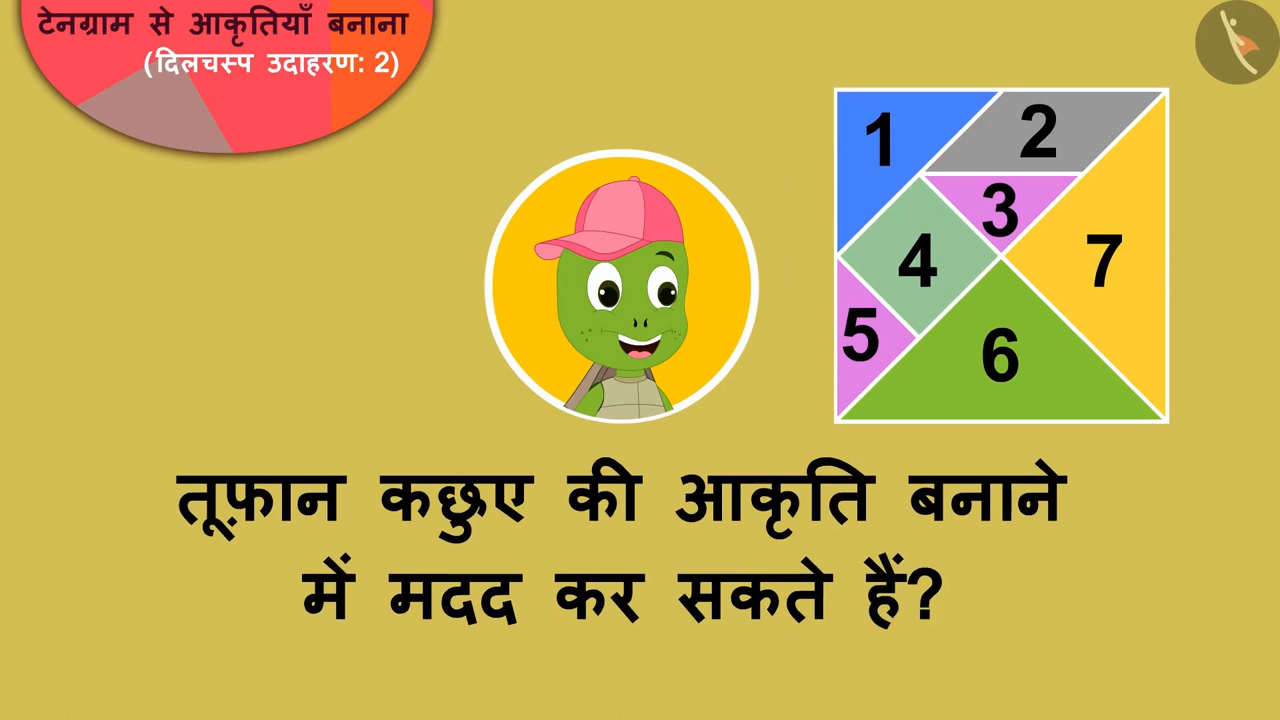 टेनग्राम से आकृतियाँ बनाना
(दिलचस्प उदाहरण: 2)
1
2
3
4
5
6
7
तूफ़ान कछुए की आकृति बनाने
में मदद कर सकते हैं?